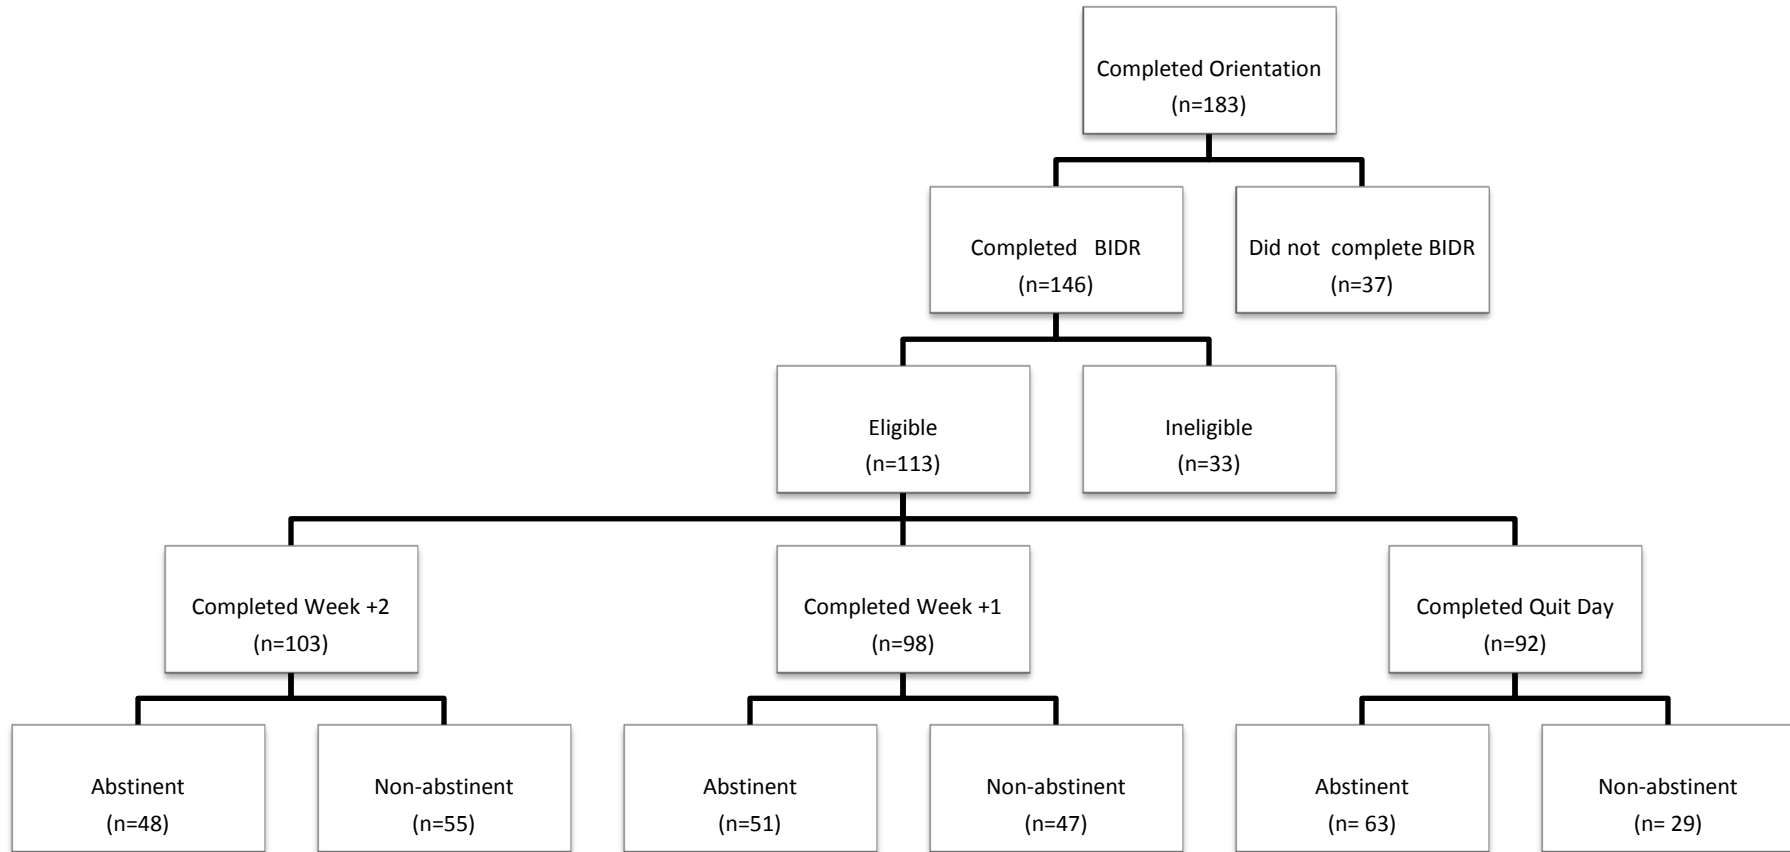 Completed Orientation
(n=183)
Completed BIDR
(n=146)
Did not complete BIDR
(n=37)
Eligible
(n=113)
Ineligible
(n=33)
Completed Week +2
(n=103)
Completed Week +1
(n=98)
Completed Quit Day
(n=92)
Abstinent
(n=48)
Non-abstinent
(n=55)
Abstinent
(n=51)
Non-abstinent
(n=47)
Abstinent
(n= 63)
Non-abstinent
(n= 29)